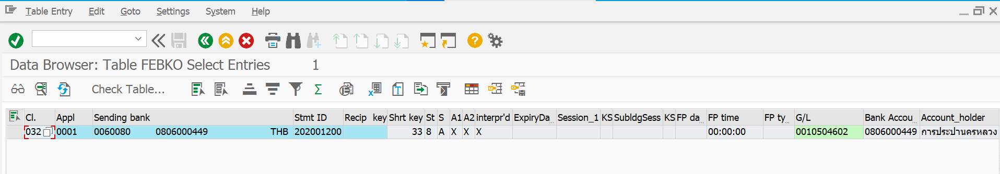 Table Entry Edit Goto Settings System Help
Data Browser: Table FEBKO Select Entries 1
Check Table...
Cl. Appl Sending bank Stmt ID Recip key Shrt key St S A1 A2 interpr'd ExpiryDa... Session_1 KS SubldgSess KS FP da... FP time FP ty... G/L Bank Accou... Account_holder
032 0001 0060080 0806000449 THB 202001200 33 8 A X X X 00:00:00 0010504602 0806000449 การประปานครหลวง